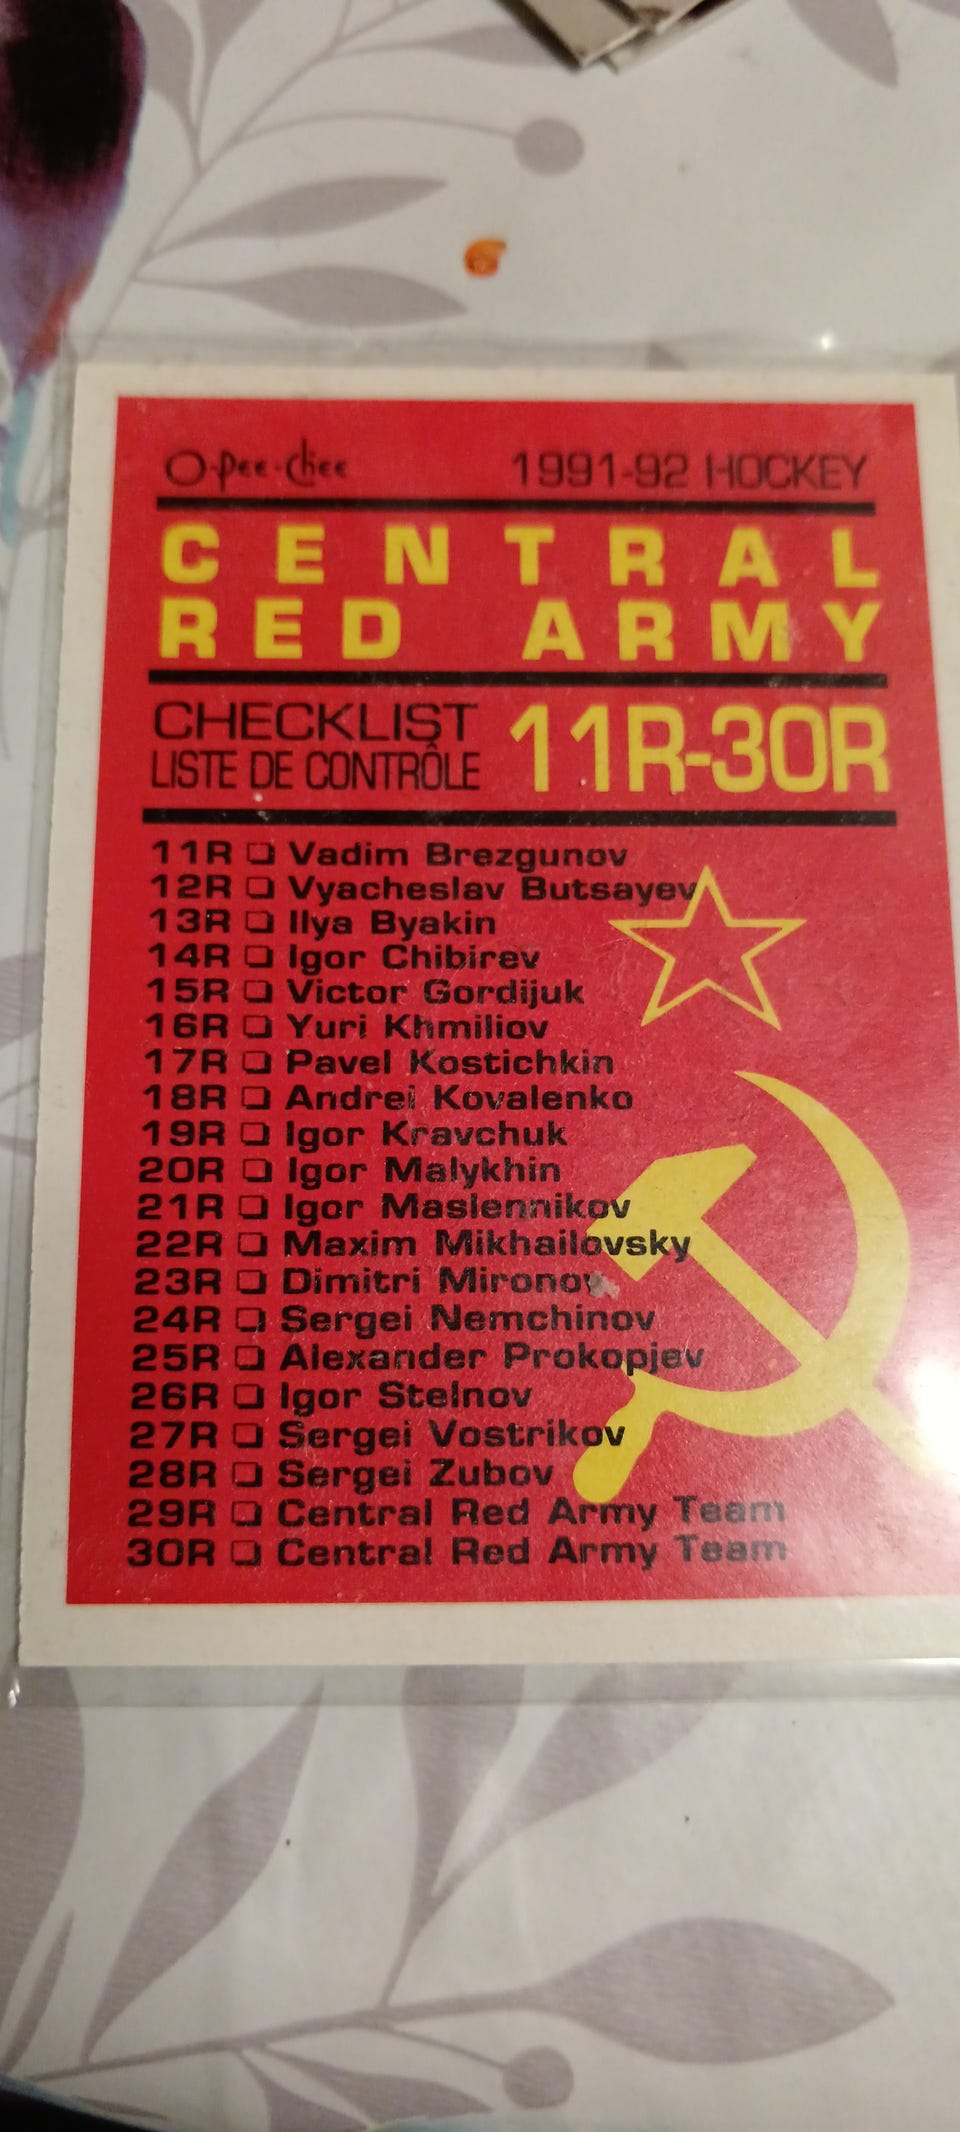 O-Pee-Chee 1991-92 HOCKEY
CENTRAL
RED ARMY
CHECKLIST
LISTE DE CONTRÔLE
11R-30R
11R Vadim Brezgunov
12R Vyacheslav Butsayev
13R Ilya Byakin
14R Igor Chibirev
15R Victor Gordijuk
16R Yuri Khmiliov
17R Pavel Kostichkin
18R Andrei Kovalenko
19R Igor Kravchuk
20R Igor Malykhin
21R Igor Maslennikov
22R Maxim Mikhailovsky
23R Dimitri Mironov
24R Sergei Nemchinov
25R Alexander Prokopjev
26R Igor Stelnov
27R Sergei Vostrikov
28R Sergei Zubov
29R Central Red Army Team
30R Central Red Army Team